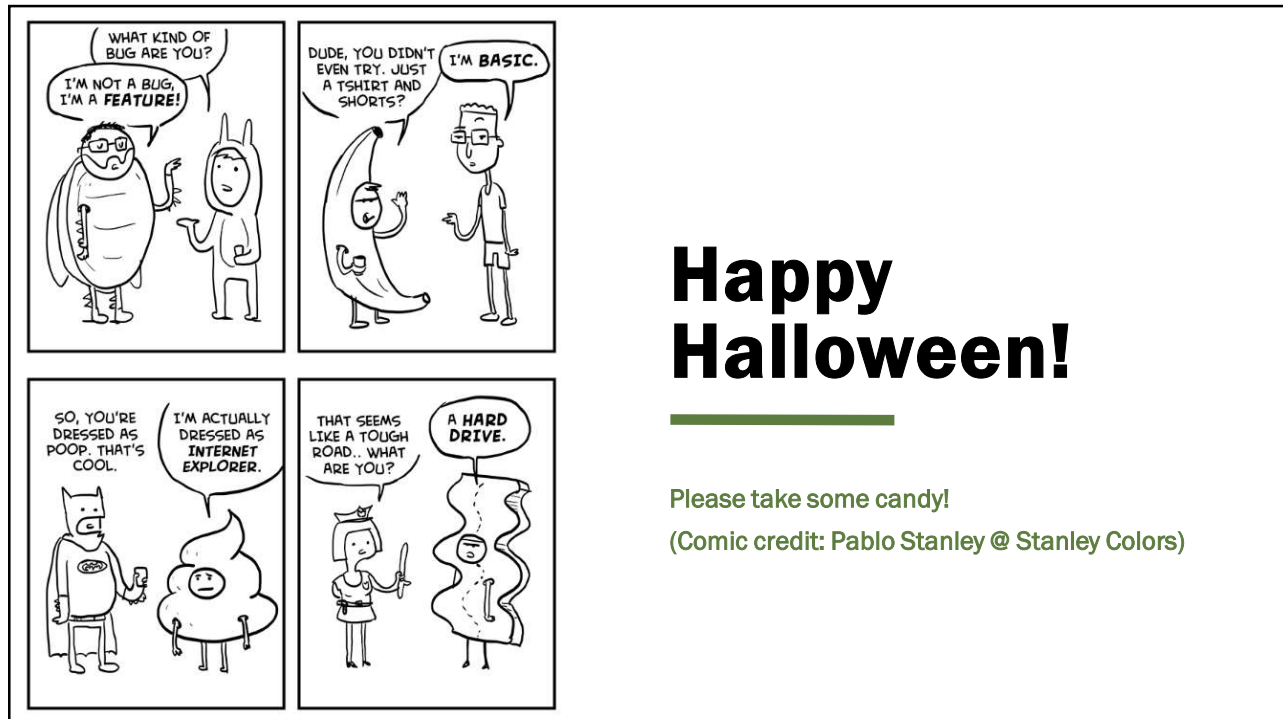 WHAT KIND OF
BUG ARE YOU?
I'M NOT A BUG,
I'M A FEATURE!
DUDE, YOU DIDN'T
EVEN TRY. JUST
A TSHIRT AND
SHORTS?
I'M BASIC.
SO, YOU'RE
DRESSED AS
POOP. THAT'S
COOL.
I'M ACTUALLY
DRESSED AS
INTERNET
EXPLORER.
THAT SEEMS
LIKE A TOUGH
ROAD.. WHAT
ARE YOU?
A HARD
DRIVE.
Happy
Halloween!
Please take some candy!
(Comic credit: Pablo Stanley @ Stanley Colors)